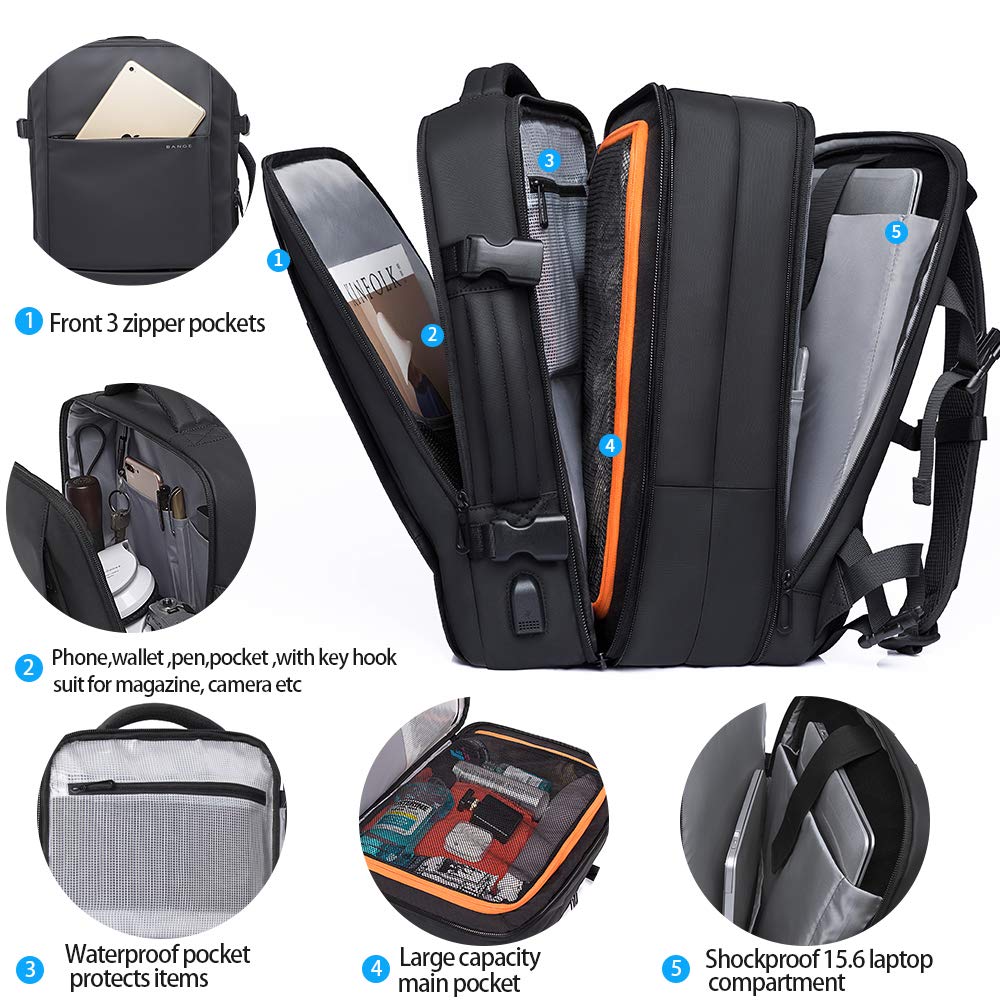 BANGE
1 Front 3 zipper pockets
1
2
3
4
5
KINFOLK
2 Phone,wallet ,pen,pocket ,with key hook
suit for magazine, camera etc
3 Waterproof pocket
protects items
4 Large capacity
main pocket
5 Shockproof 15.6 laptop
compartment